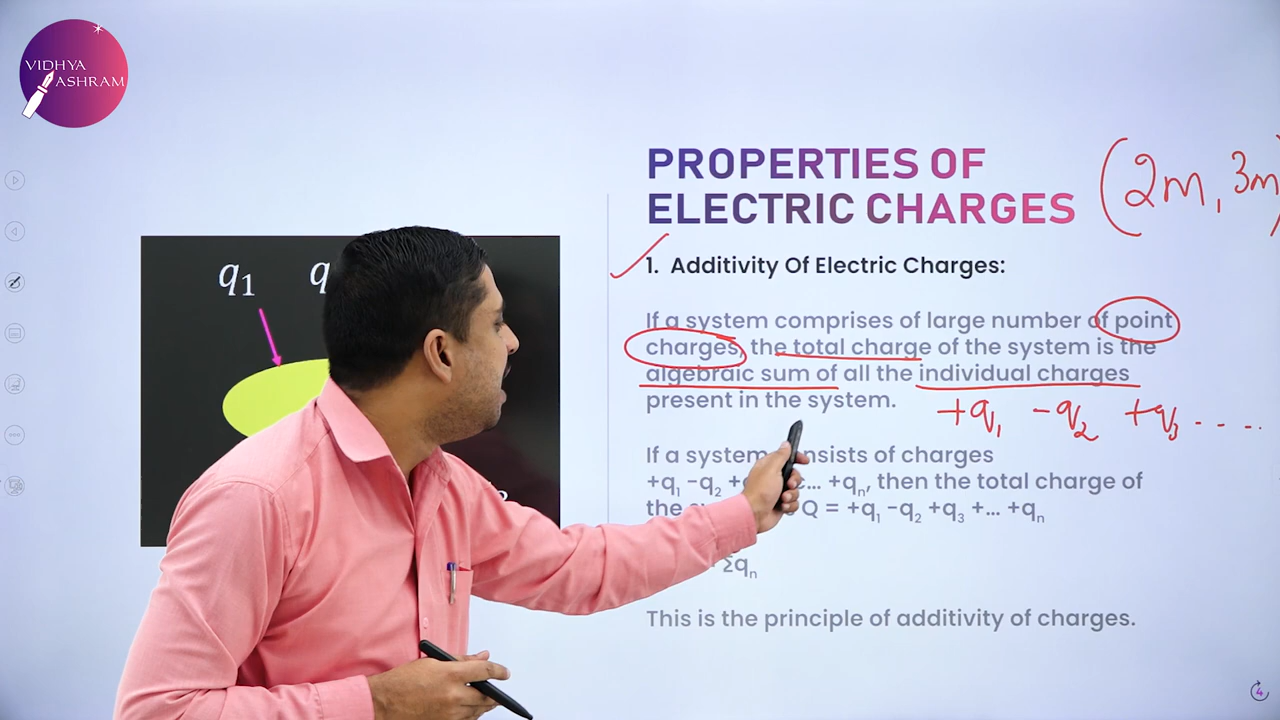 VIDHYA
ASHRAM
PROPERTIES OF
ELECTRIC CHARGES
(2m, 3m)
1. Additivity Of Electric Charges:
q₁ q
If a system comprises of large number of point
charges, the total charge of the system is the
algebraic sum of all the individual charges
present in the system.
+q₁ -q₂ +q₃ ....
If a system consists of charges
+q₁ -q₂ ... +qₙ, then the total charge of
the Q = +q₁ -q₂ +q₃ +... +qₙ
Σqₙ
This is the principle of additivity of charges.
4